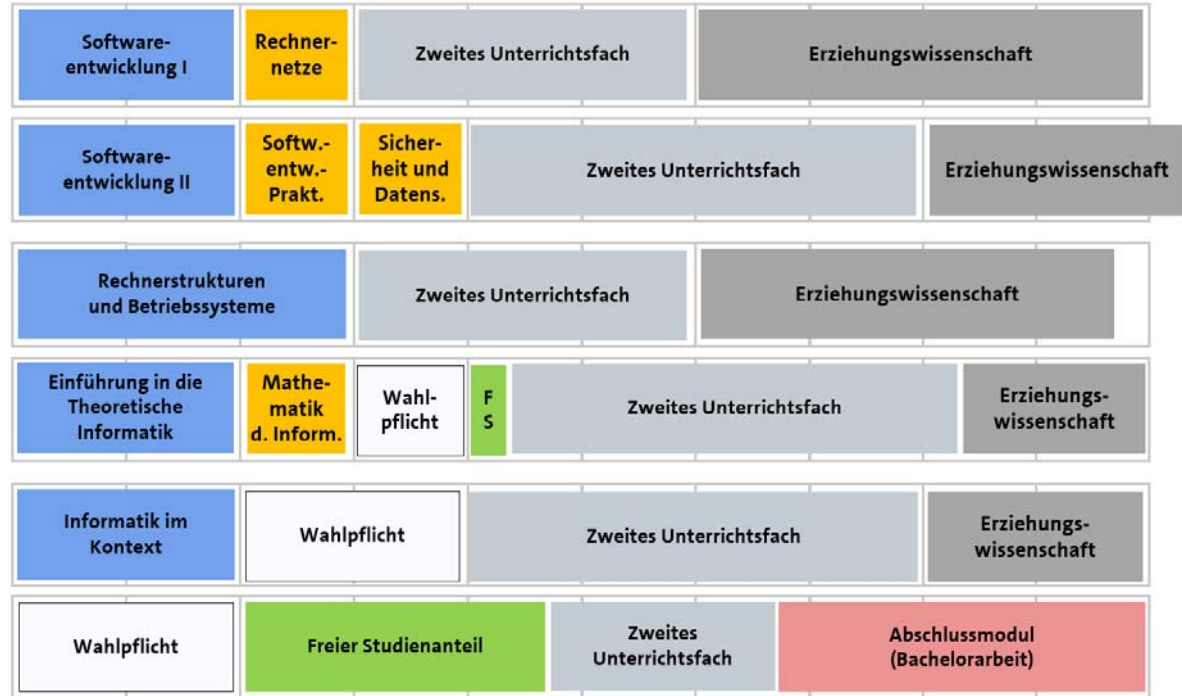 Software-
entwicklung I
Rechner-
netze
Zweites Unterrichtsfach
Erziehungswissenschaft
Software-
entwicklung II
Softw.-
entw.-
Prakt.
Sicher-
heit und
Datens.
Zweites Unterrichtsfach
Erziehungswissenschaft
Rechnerstrukturen
und Betriebssysteme
Zweites Unterrichtsfach
Erziehungswissenschaft
Einführung in die
Theoretische
Informatik
Mathe-
matik
d. Inform.
Wahl-
pflicht
F
S
Zweites Unterrichtsfach
Erziehungs-
wissenschaft
Informatik im
Kontext
Wahlpflicht
Zweites Unterrichtsfach
Erziehungs-
wissenschaft
Wahlpflicht
Freier Studienanteil
Zweites
Unterrichtsfach
Abschlussmodul
(Bachelorarbeit)